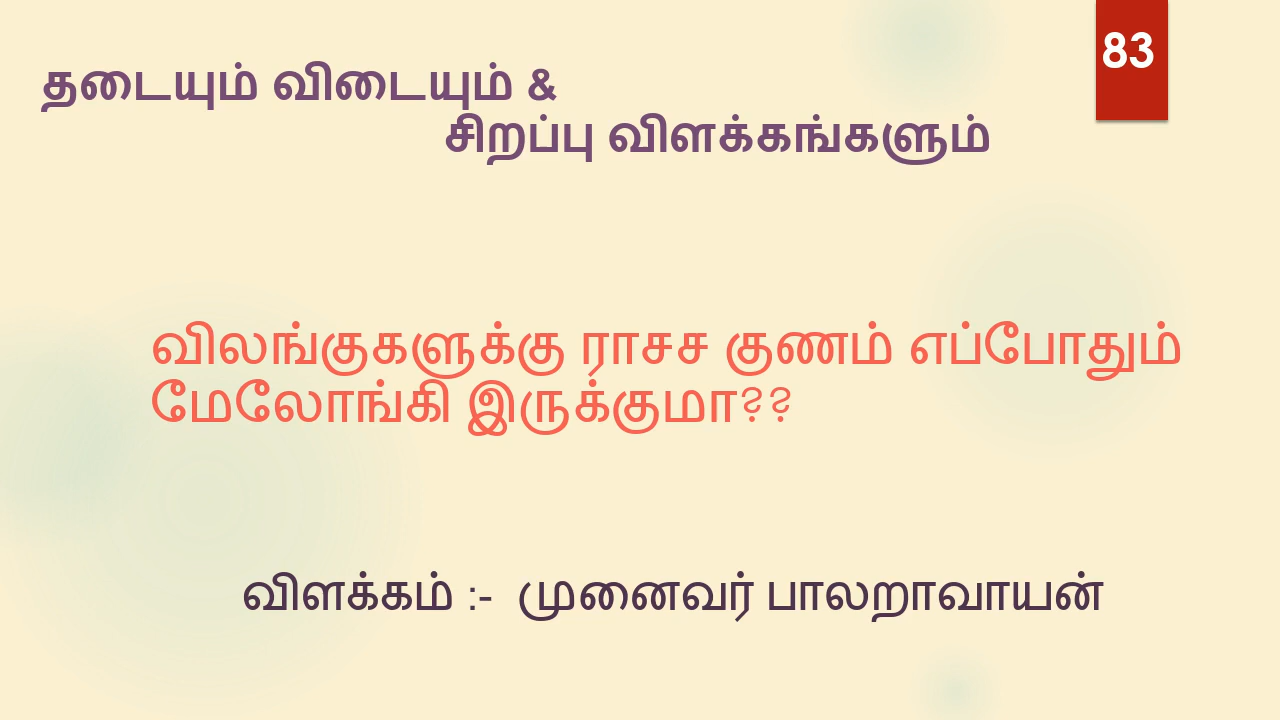 83
தடையும் விடையும் &
சிறப்பு விளக்கங்களும்
விலங்குகளுக்கு ராசச குணம் எப்போதும்
மேலோங்கி இருக்குமா??
விளக்கம் :- முனைவர் பாலறாவாயன்